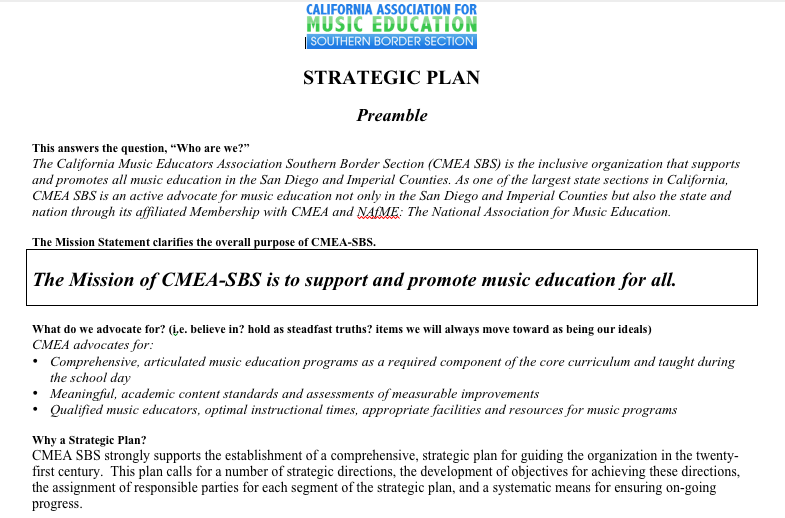 CALIFORNIA ASSOCIATION FOR
MUSIC EDUCATION
SOUTHERN BORDER SECTION
STRATEGIC PLAN
Preamble
This answers the question, “Who are we?”
The California Music Educators Association Southern Border Section (CMEA SBS) is the inclusive organization that supports
and promotes all music education in the San Diego and Imperial Counties. As one of the largest state sections in California,
CMEA SBS is an active advocate for music education not only in the San Diego and Imperial Counties but also the state and
nation through its affiliated Membership with CMEA and NAfME: The National Association for Music Education.
The Mission Statement clarifies the overall purpose of CMEA-SBS.
The Mission of CMEA-SBS is to support and promote music education for all.
What do we advocate for? (i.e. believe in? hold as steadfast truths? items we will always move toward as being our ideals)
CMEA advocates for:
• Comprehensive, articulated music education programs as a required component of the core curriculum and taught during
the school day
• Meaningful, academic content standards and assessments of measurable improvements
• Qualified music educators, optimal instructional times, appropriate facilities and resources for music programs
Why a Strategic Plan?
CMEA SBS strongly supports the establishment of a comprehensive, strategic plan for guiding the organization in the twenty-
first century.  This plan calls for a number of strategic directions, the development of objectives for achieving these directions,
the assignment of responsible parties for each segment of the strategic plan, and a systematic means for ensuring on-going
progress.